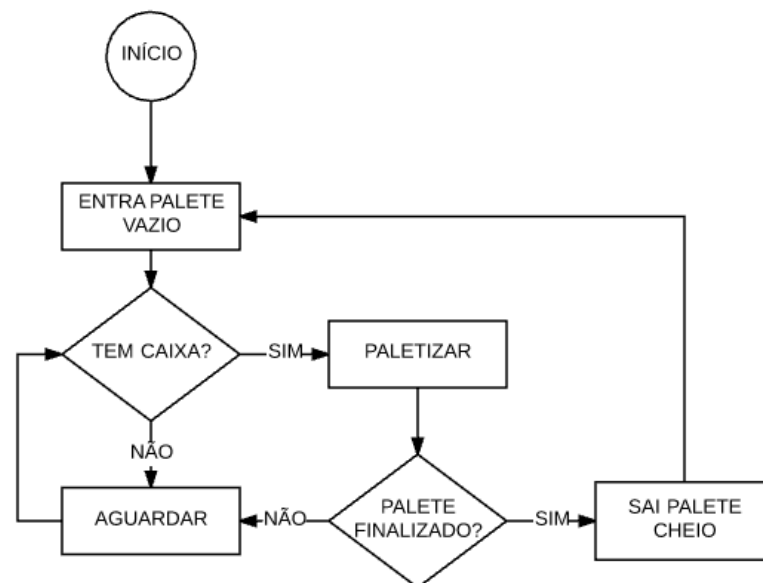 INÍCIO
ENTRA PALETE
VAZIO
TEM CAIXA?
SIM
PALETIZAR
NÃO
AGUARDAR
NÃO
PALETE
FINALIZADO?
SIM
SAI PALETE
CHEIO